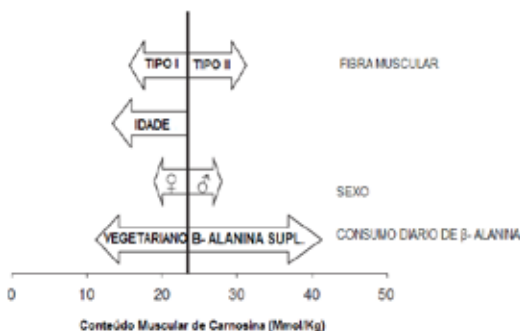 TIPO I TIPO II FIBRA MUSCULAR
IDADE
♀ ♂
SEXO
VEGETARIANO B- ALANINA SUPL. CONSUMO DIARIO DE β- ALANINA
0 10 20 30 40 50
Conteúdo Muscular de Carnosina (Mmol/Kg)